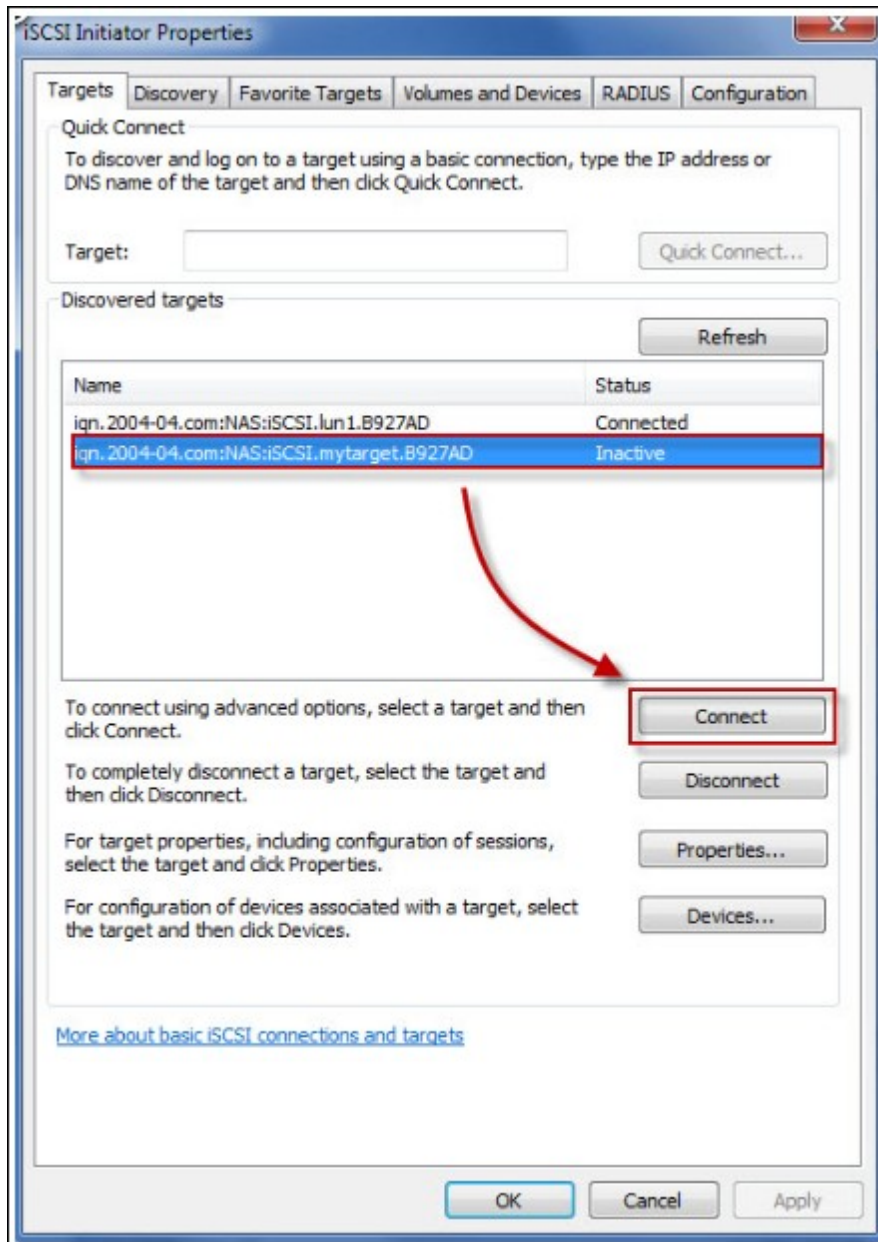 iSCSI Initiator Properties
Targets Discovery Favorite Targets Volumes and Devices RADIUS Configuration
Quick Connect
To discover and log on to a target using a basic connection, type the IP address or
DNS name of the target and then click Quick Connect.
Target:
Quick Connect...
Discovered targets
Refresh
Name Status
iqn.2004-04.com:NAS:iSCSI.lun1.B927AD Connected
iqn.2004-04.com:NAS:iSCSI.mytarget.B927AD Inactive
To connect using advanced options, select a target and then
click Connect.
Connect
To completely disconnect a target, select the target and
then click Disconnect.
Disconnect
For target properties, including configuration of sessions,
select the target and click Properties.
Properties...
For configuration of devices associated with a target, select
the target and then click Devices.
Devices...
More about basic iSCSI connections and targets
OK Cancel Apply